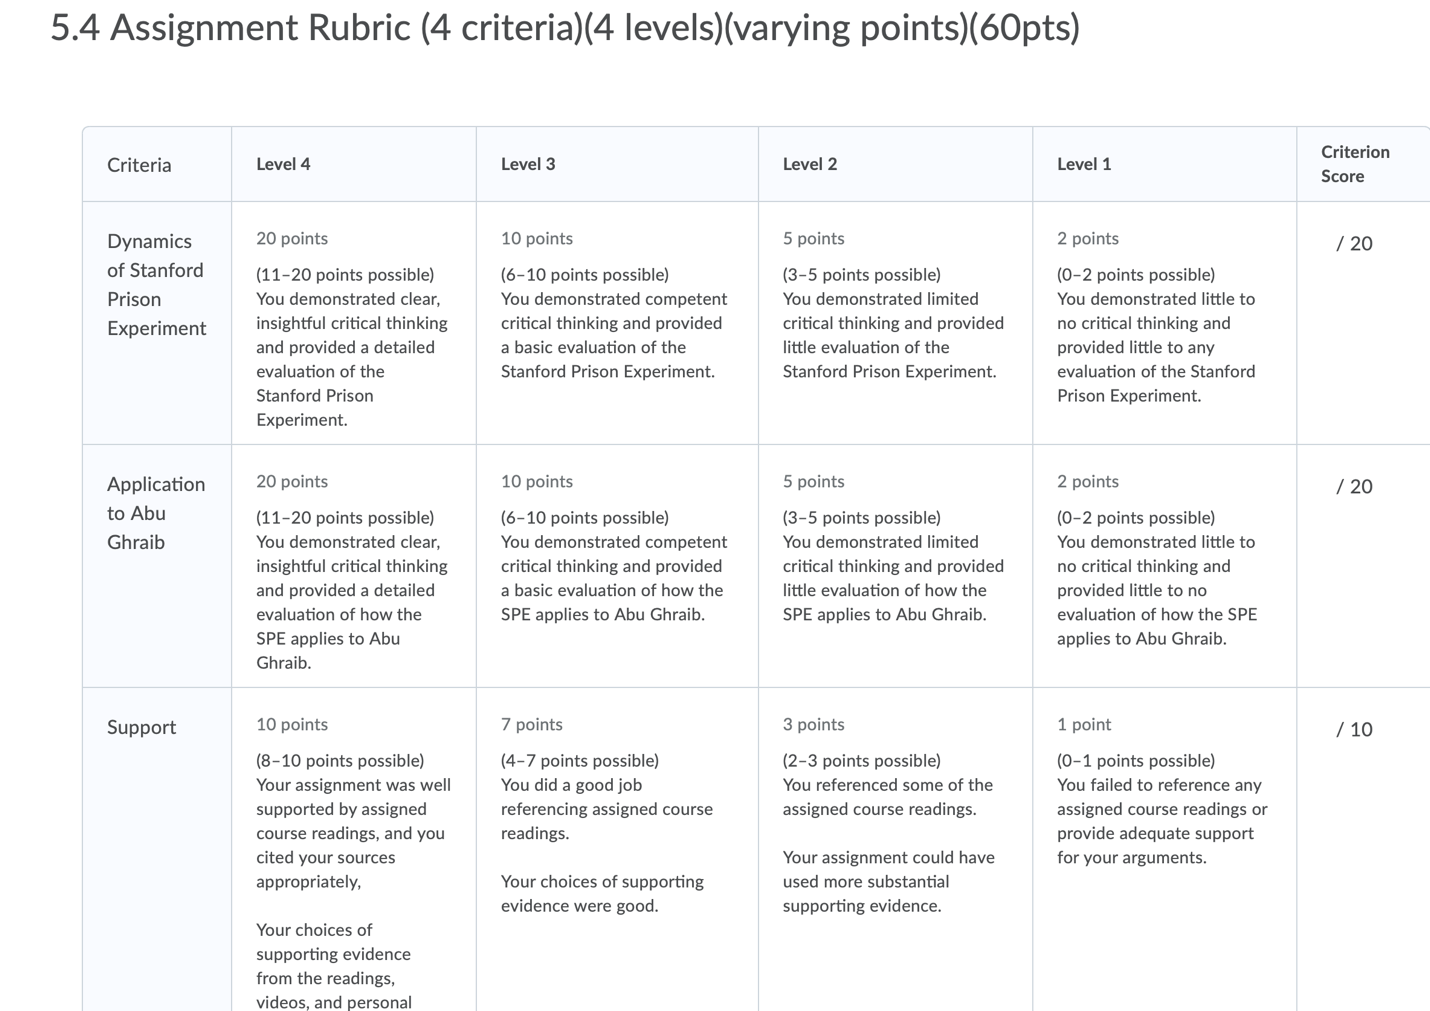 5.4 Assignment Rubric (4 criteria)(4 levels)(varying points)(60pts)
Criteria
Level 4
Level 3
Level 2
Level 1
Criterion
Score
Dynamics
of Stanford
Prison
Experiment
20 points
(11–20 points possible)
You demonstrated clear,
insightful critical thinking
and provided a detailed
evaluation of the
Stanford Prison
Experiment.
10 points
(6–10 points possible)
You demonstrated competent
critical thinking and provided
a basic evaluation of the
Stanford Prison Experiment.
5 points
(3–5 points possible)
You demonstrated limited
critical thinking and provided
little evaluation of the
Stanford Prison Experiment.
2 points
(0–2 points possible)
You demonstrated little to
no critical thinking and
provided little to any
evaluation of the Stanford
Prison Experiment.
/ 20
Application
to Abu
Ghraib
20 points
(11–20 points possible)
You demonstrated clear,
insightful critical thinking
and provided a detailed
evaluation of how the
SPE applies to Abu
Ghraib.
10 points
(6–10 points possible)
You demonstrated competent
critical thinking and provided
a basic evaluation of how the
SPE applies to Abu Ghraib.
5 points
(3–5 points possible)
You demonstrated limited
critical thinking and provided
little evaluation of how the
SPE applies to Abu Ghraib.
2 points
(0–2 points possible)
You demonstrated little to
no critical thinking and
provided little to no
evaluation of how the SPE
applies to Abu Ghraib.
/ 20
Support
10 points
(8–10 points possible)
Your assignment was well
supported by assigned
course readings, and you
cited your sources
appropriately,
Your choices of
supporting evidence
from the readings,
videos, and personal
7 points
(4–7 points possible)
You did a good job
referencing assigned course
readings.
Your choices of supporting
evidence were good.
3 points
(2–3 points possible)
You referenced some of the
assigned course readings.
Your assignment could have
used more substantial
supporting evidence.
1 point
(0–1 points possible)
You failed to reference any
assigned course readings or
provide adequate support
for your arguments.
/ 10